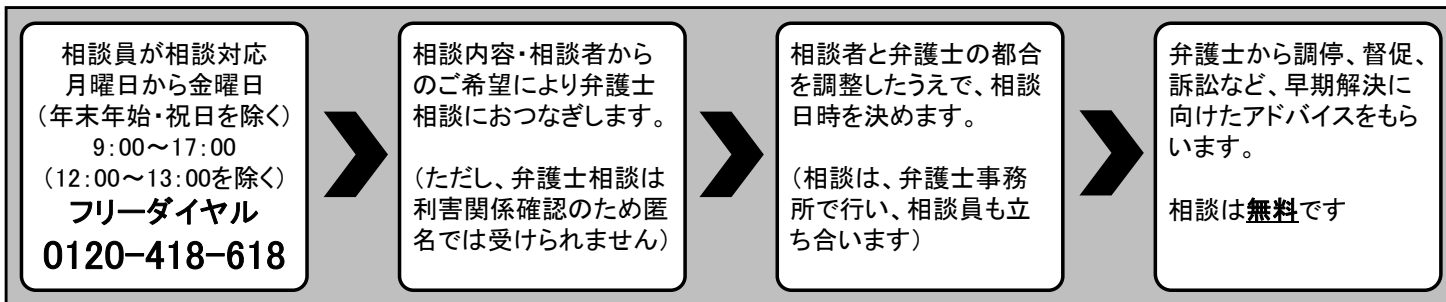 相談員が相談対応
月曜日から金曜日
（年末年始・祝日を除く）
9：00～17：00
（12：00～13：00を除く）
フリーダイヤル
0120－418－618
相談内容・相談者から
のご希望により弁護士
相談におつなぎします。
（ただし、弁護士相談は
利害関係確認のため匿
名では受けられません）
相談者と弁護士の都合
を調整したうえで、相談
日時を決めます。
（相談は、弁護士事務
所で行い、相談員も立
ち合います）
弁護士から調停、督促、
訴訟など、早期解決に
向けたアドバイスをもら
います。
相談は無料です